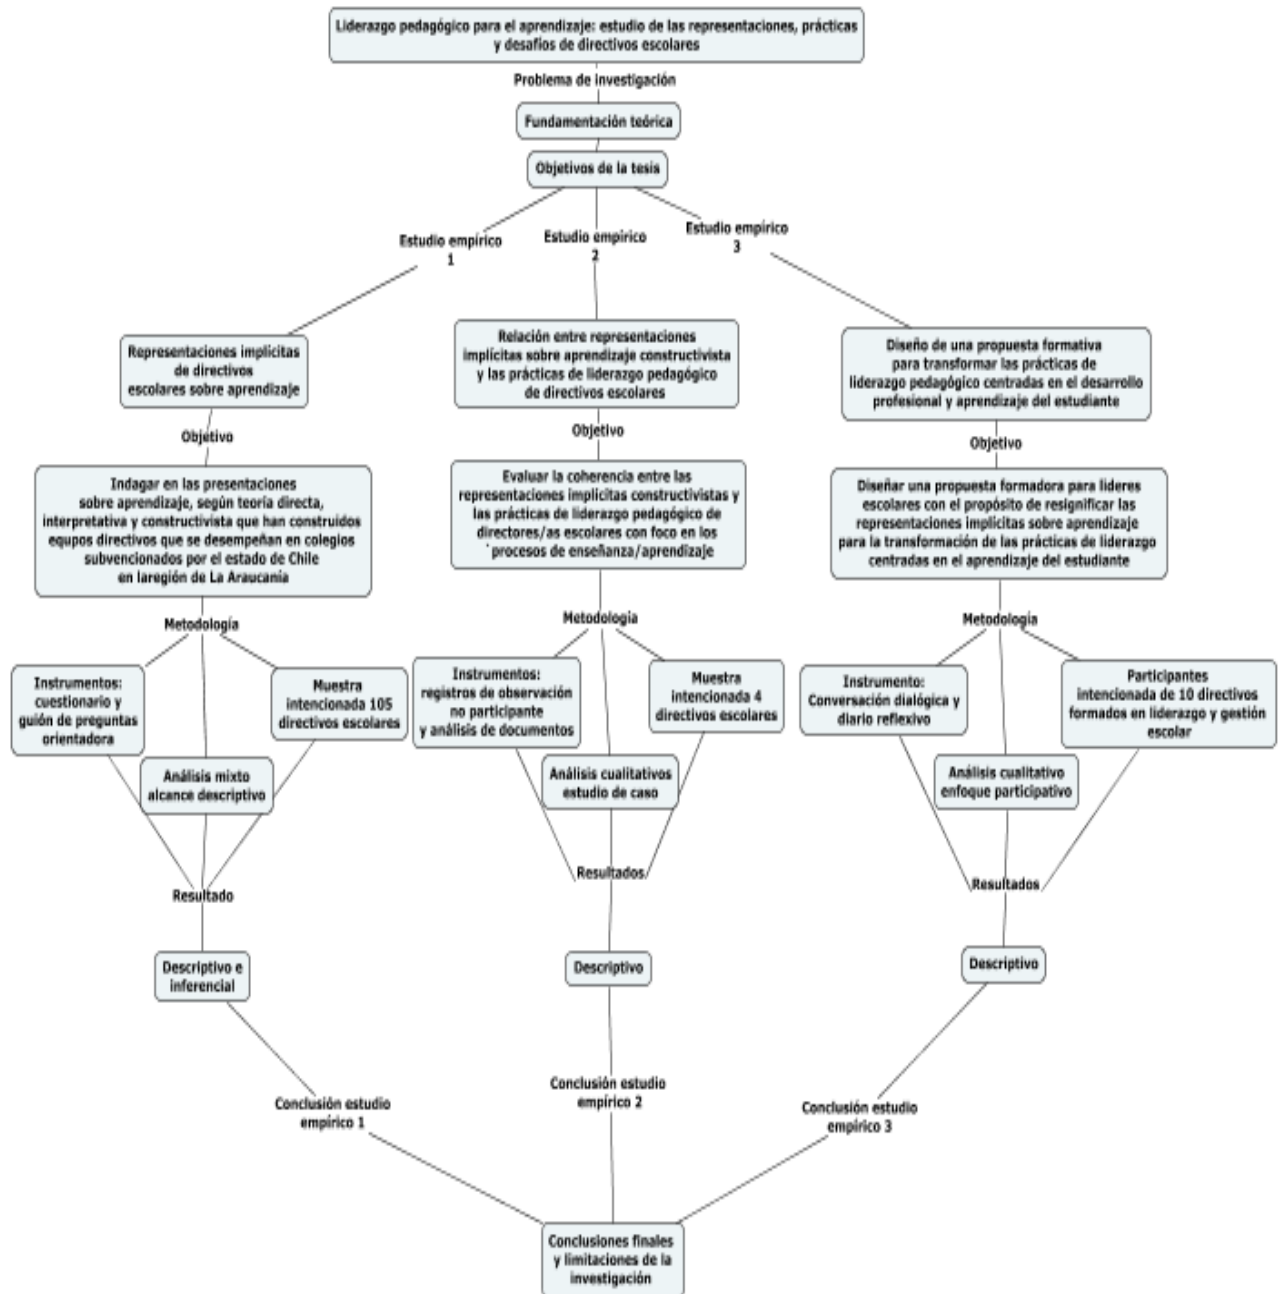 Liderazgo pedagógico para el aprendizaje: estudio de las representaciones, prácticas
y desafíos de directivos escolares
Problema de investigación
Fundamentación teórica
Objetivos de la tesis
Estudio empírico
1
Estudio empírico
2
Estudio empírico
3
Representaciones implícitas
de directivos
escolares sobre aprendizaje
Relación entre representaciones
implícitas sobre aprendizaje constructivista
y las prácticas de liderazgo pedagógico
de directivos escolares
Diseño de una propuesta formativa
para transformar las prácticas de
liderazgo pedagógico centradas en el desarrollo
profesional y aprendizaje del estudiante
Objetivo
Objetivo
Objetivo
Indagar en las presentaciones
sobre aprendizaje, según teoría directa,
interpretativa y constructivista que han construidos
equpos directivos que se desempeñan en colegios
subvencionados por el estado de Chile
en laregión de La Araucanía
Evaluar la coherencia entre las
representaciones implícitas constructivistas y
las prácticas de liderazgo pedagógico de
directores/as escolares con foco en los
procesos de enseñanza/aprendizaje
Diseñar una propuesta formadora para líderes
escolares con el propósito de resignificar las
representaciones implícitas sobre aprendizaje
para la transformación de las prácticas de liderazgo
centradas en el aprendizaje del estudiante
Metodología
Metodología
Metodología
Instrumentos:
cuestionario y
guión de preguntas
orientadora
Análisis mixto
alcance descriptivo
Muestra
intencionada 105
directivos escolares
Instrumentos:
registros de observación
no participante
y análisis de documentos
Análisis cualitativos
estudio de caso
Muestra
intencionada 4
directivos escolares
Instrumento:
Conversación dialógica y
diario reflexivo
Análisis cualitativo
enfoque participativo
Participantes
intencionada de 10 directivos
formados en liderazgo y gestión
escolar
Resultado
Resultados
Resultados
Descriptivo e
inferencial
Descriptivo
Descriptivo
Conclusión estudio
empírico 1
Conclusión estudio
empírico 2
Conclusión estudio
empírico 3
Conclusiones finales
y limitaciones de la
investigación